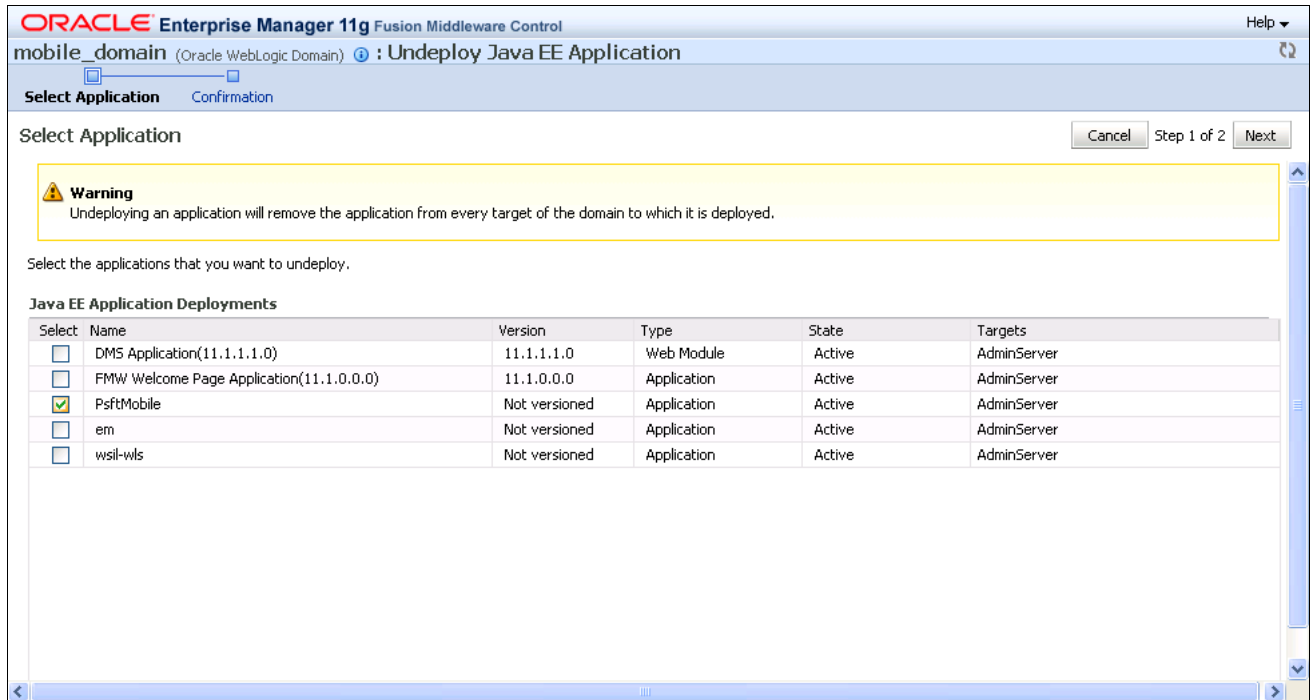 ORACLE Enterprise Manager 11g Fusion Middleware Control Help
mobile_domain (Oracle WebLogic Domain) : Undeploy Java EE Application
Select Application Confirmation
Select Application Cancel Step 1 of 2 Next
Warning
Undeploying an application will remove the application from every target of the domain to which it is deployed.
Select the applications that you want to undeploy.
Java EE Application Deployments
Select Name Version Type State Targets
DMS Application(11.1.1.1.0) 11.1.1.1.0 Web Module Active AdminServer
FMW Welcome Page Application(11.1.0.0.0) 11.1.0.0.0 Application Active AdminServer
PsftMobile Not versioned Application Active AdminServer
em Not versioned Application Active AdminServer
wsil-wls Not versioned Application Active AdminServer